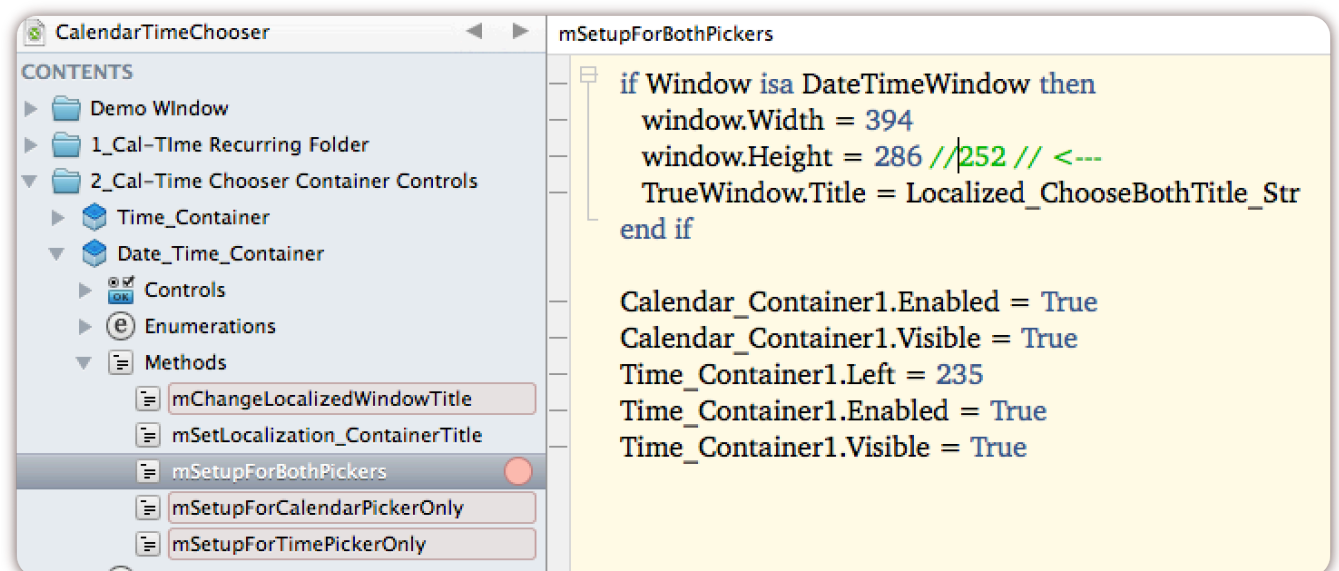 CalendarTimeChooser
CONTENTS
Demo WIndow
1_Cal-TIme Recurring Folder
2_Cal-Time Chooser Container Controls
Time_Container
Date_Time_Container
Controls
Enumerations
Methods
mChangeLocalizedWindowTitle
mSetLocalization_ContainerTitle
mSetupForBothPickers
mSetupForCalendarPickerOnly
mSetupForTimePickerOnly
mSetupForBothPickers
if Window isa DateTimeWindow then
window.Width = 394
window.Height = 286 //252 // <---
TrueWindow.Title = Localized_ChooseBothTitle_Str
end if
Calendar_Container1.Enabled = True
Calendar_Container1.Visible = True
Time_Container1.Left = 235
Time_Container1.Enabled = True
Time_Container1.Visible = True